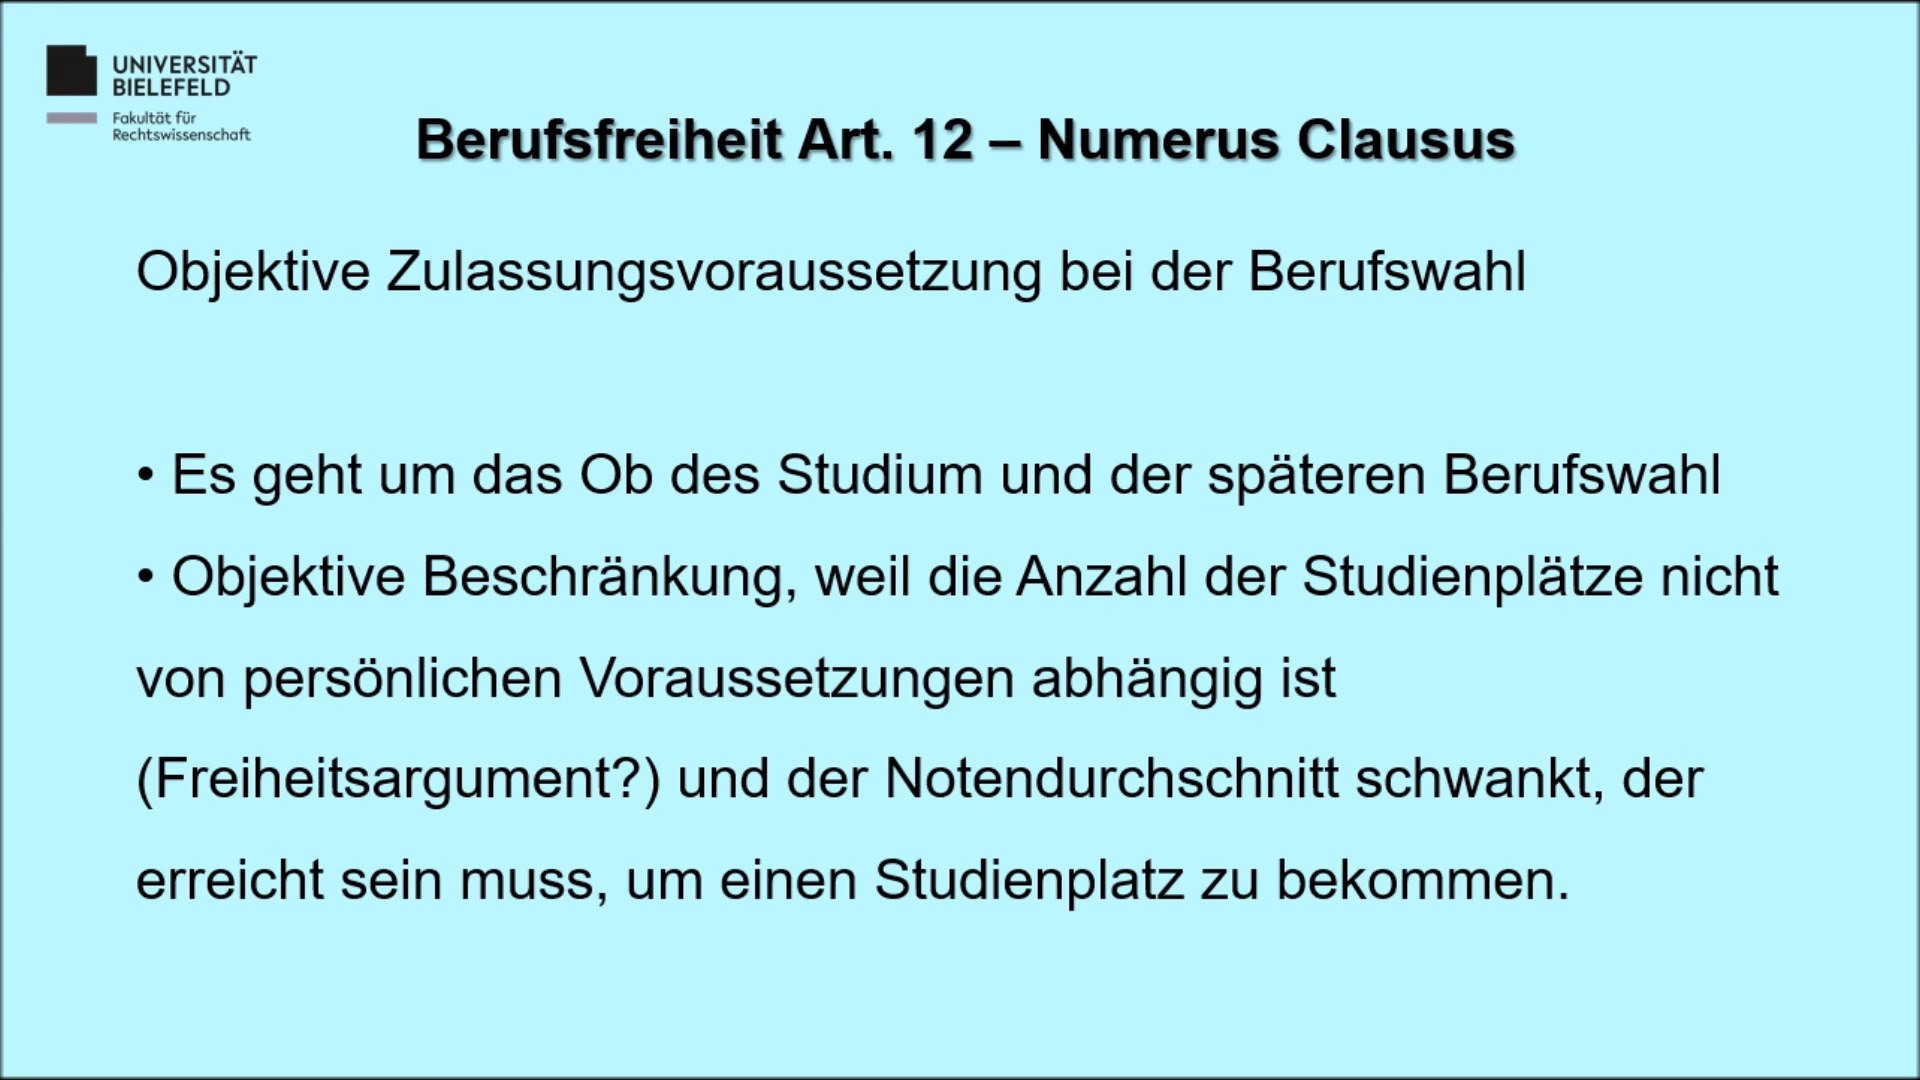 UNIVERSITÄT
BIELEFELD
Fakultät für
Rechtswissenschaft
Berufsfreiheit Art. 12 – Numerus Clausus
Objektive Zulassungsvoraussetzung bei der Berufswahl
• Es geht um das Ob des Studium und der späteren Berufswahl
• Objektive Beschränkung, weil die Anzahl der Studienplätze nicht
von persönlichen Voraussetzungen abhängig ist
(Freiheitsargument?) und der Notendurchschnitt schwankt, der
erreicht sein muss, um einen Studienplatz zu bekommen.